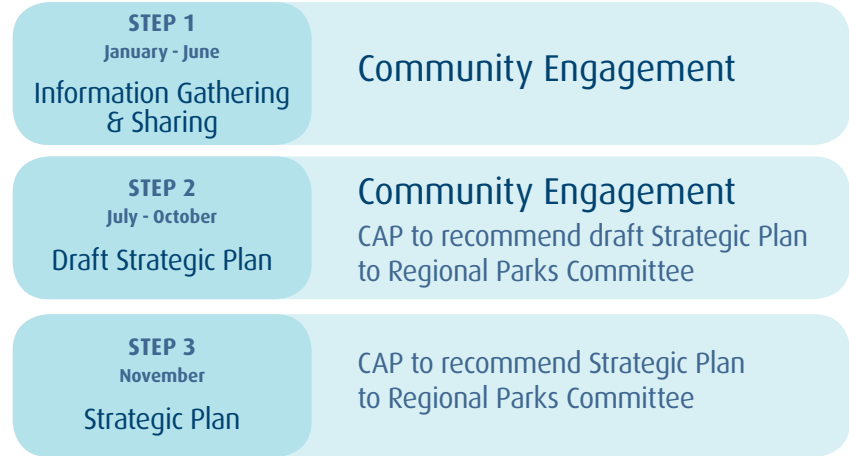 STEP 1
January - June
Information Gathering
& Sharing
Community Engagement
STEP 2
July - October
Draft Strategic Plan
Community Engagement
CAP to recommend draft Strategic Plan
to Regional Parks Committee
STEP 3
November
Strategic Plan
CAP to recommend Strategic Plan
to Regional Parks Committee